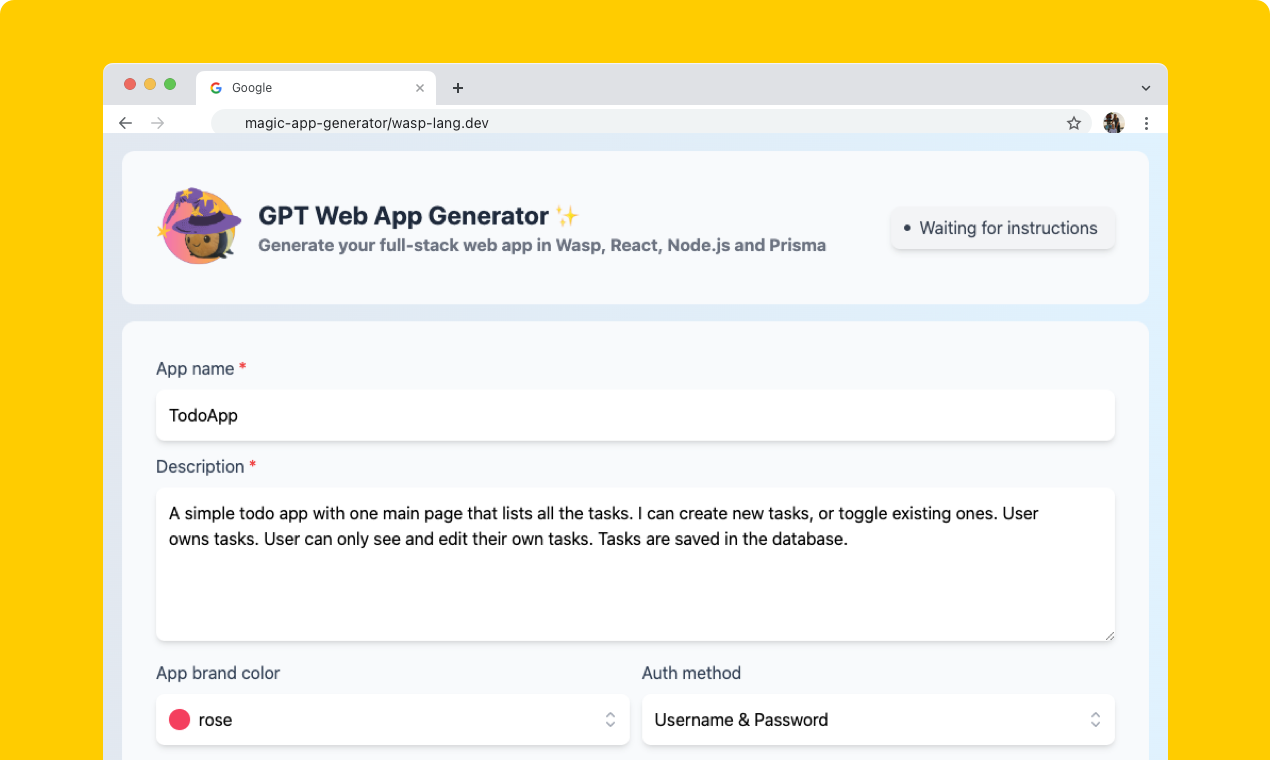 Google
magic-app-generator/wasp-lang.dev
GPT Web App Generator ✨
Generate your full-stack web app in Wasp, React, Node.js and Prisma
• Waiting for instructions
App name *
TodoApp
Description *
A simple todo app with one main page that lists all the tasks. I can create new tasks, or toggle existing ones. User
owns tasks. User can only see and edit their own tasks. Tasks are saved in the database.
App brand color
Auth method
rose
Username & Password